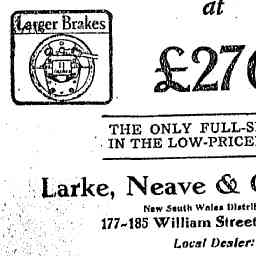 Larger Brakes
at
£276
THE ONLY FULL-S
IN THE LOW-PRICE
Larke, Neave &
New South Wales Distri
177-185 William Street
Local Dealer: